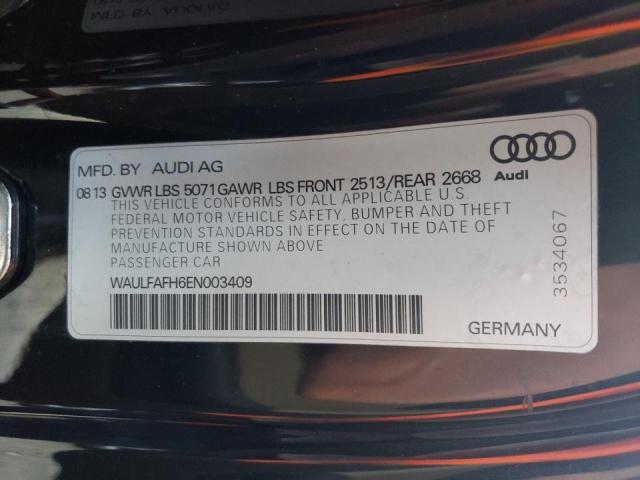 MFD. BY AUDI AG
Audi
08 13 GVWR LBS 5071 GAWR LBS FRONT 2513/REAR 2668
THIS VEHICLE CONFORMS TO ALL APPLICABLE U.S.
FEDERAL MOTOR VEHICLE SAFETY, BUMPER AND THEFT
PREVENTION STANDARDS IN EFFECT ON THE DATE OF
MANUFACTURE SHOWN ABOVE
PASSENGER CAR
WAULFAFH6EN003409
GERMANY
3534067